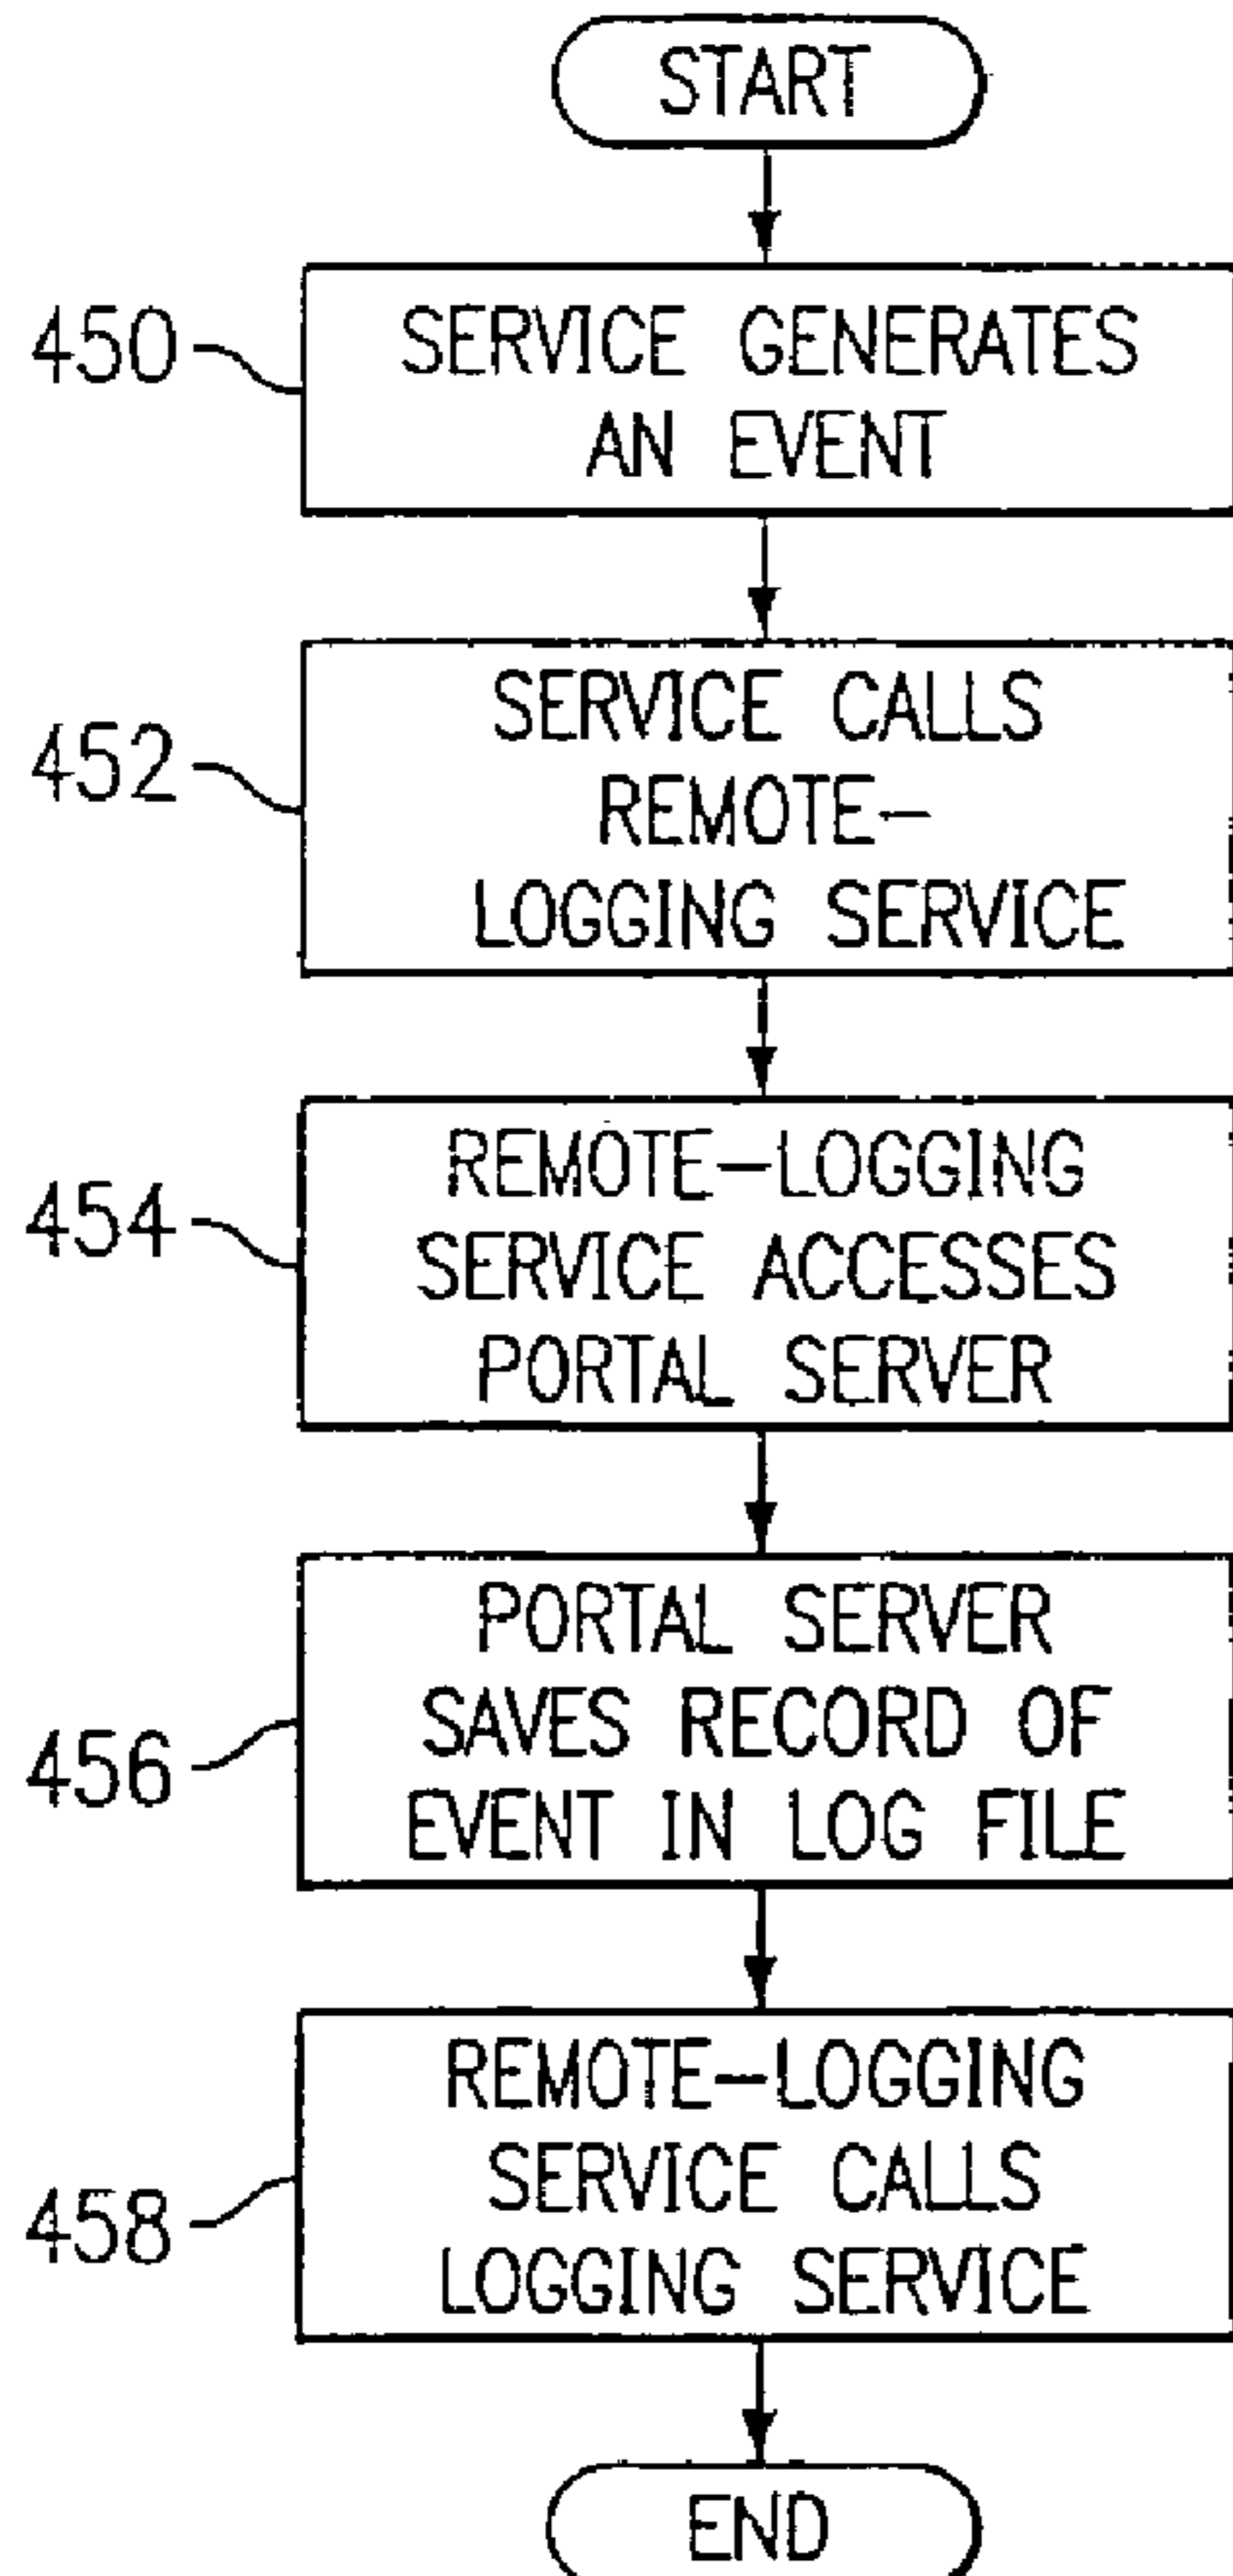 START
450
SERVICE GENERATES
AN EVENT
452
SERVICE CALLS
REMOTE-
LOGGING SERVICE
454
REMOTE-LOGGING
SERVICE ACCESSES
PORTAL SERVER
456
PORTAL SERVER
SAVES RECORD OF
EVENT IN LOG FILE
458
REMOTE-LOGGING
SERVICE CALLS
LOGGING SERVICE
END